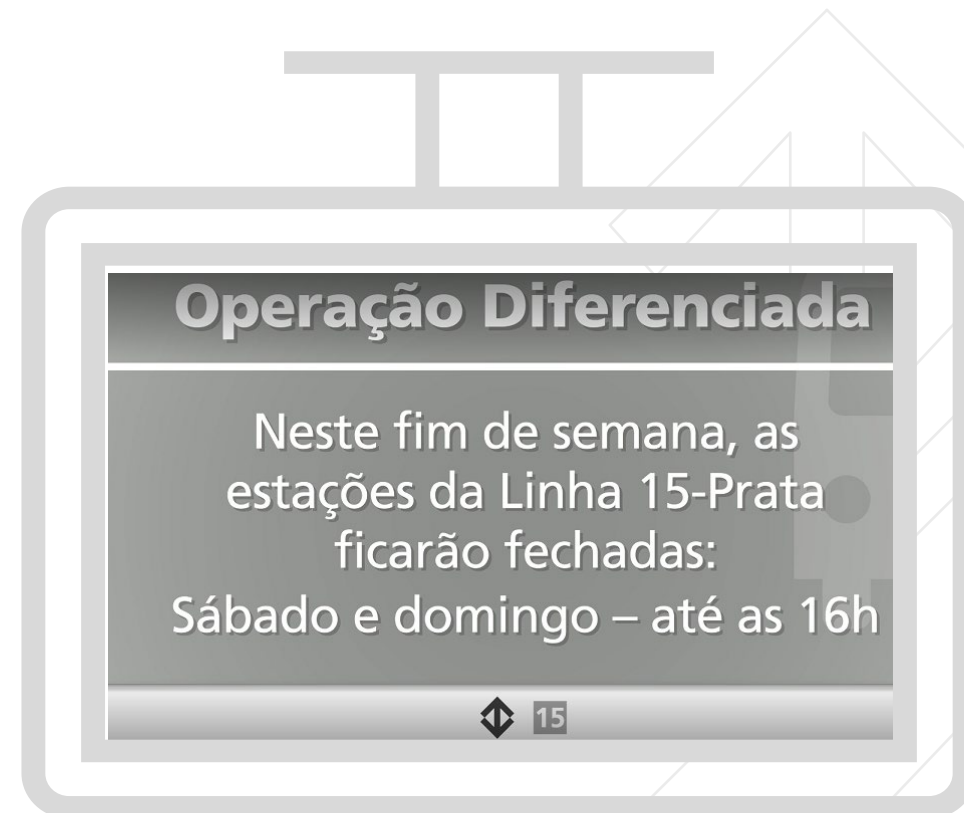 Operação Diferenciada
Neste fim de semana, as
estações da Linha 15-Prata
ficarão fechadas:
Sábado e domingo – até as 16h
15